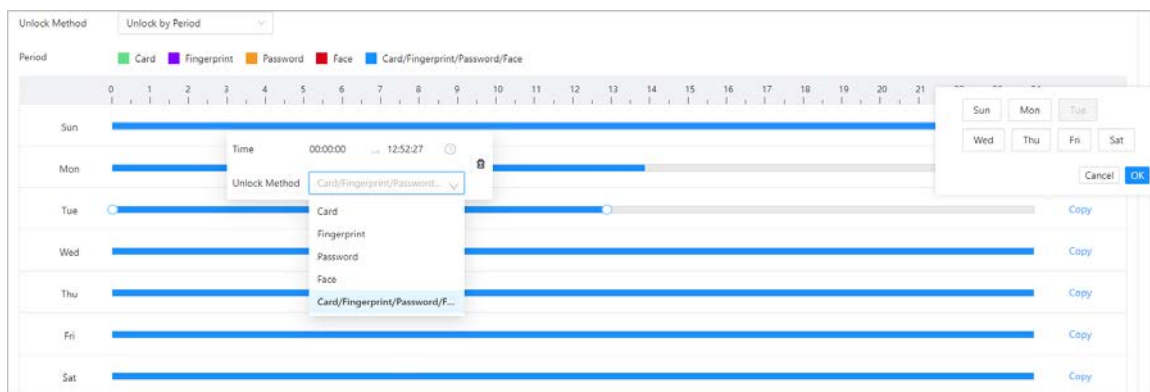 Unlock Method Unlock by Period
Period Card Fingerprint Password Face Card/Fingerprint/Password/Face
0 1 2 3 4 5 6 7 8 9 10 11 12 13 14 15 16 17 18 19 20 21
Sun Mon Tue
Wed Thu Fri Sat
Cancel OK
Sun
Time 00:00:00 12:52:27
Mon
Unlock Method Card/Fingerprint/Password...
Tue Copy
Card
Fingerprint
Wed Copy
Password
Face
Thu Copy
Card/Fingerprint/Password/F...
Fri Copy
Sat Copy